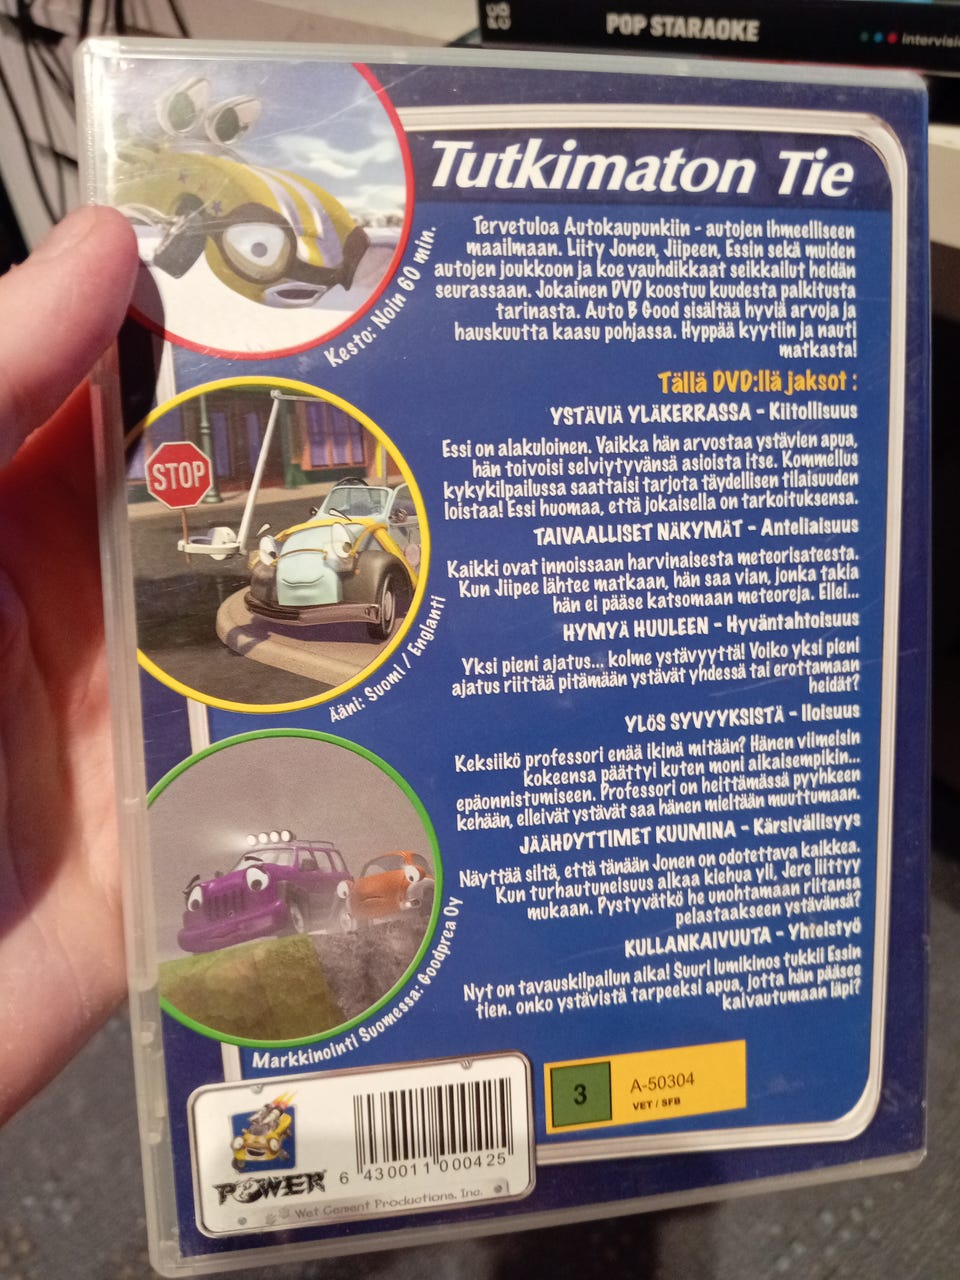 POP STARAOKE
intervisio
Tutkimaton Tie
Tervetuloa Autokaupunkiin - autojen ihmeelliseen
maailmaan. Liity Jonen, Jiipeen, Essin sekä muiden
autojen joukkoon ja koe vauhdikkaat seikkailut heidän
seurassaan. Jokainen DVD koostuu kuudesta palkitusta
tarinasta. Auto B Good sisältää hyviä arvoja ja
hauskuutta kaasu pohjassa. Hyppää kyytiin ja nauti
matkasta!
Kesto: Noin 60 min.
Tällä DVD:llä jaksot :
YSTÄVIÄ YLÄKERRASSA - Kiitollisuus
Essi on alakuloinen. Vaikka hän arvostaa ystävien apua,
hän toivoisi selviytyvänsä asioista itse. Kommellus
kykykilpailussa saattaisi tarjota täydellisen tilaisuuden
loistaa! Essi huomaa, että jokaisella on tarkoituksensa.
STOP
TAIVAALLISET NÄKYMÄT - Anteliaisuus
Kaikki ovat innoissaan harvinaisesta meteorisateesta.
Kun Jiipee lähtee matkaan, hän saa vian, jonka takia
hän ei pääse katsomaan meteoreja. Ellei...
HYMYÄ HUULEEN - Hyväntahtoisuus
Yksi pieni ajatus... kolme ystävyyttä! Voiko yksi pieni
ajatus riittää pitämään ystävät yhdessä tai erottamaan
heidät?
Ääni: Suomi / Englanti
YLÖS SYVYYKSISTÄ - Iloisuus
Keksiikö professori enää ikinä mitään? Hänen viimeisin
kokeensa päättyi kuten moni aikaisempikin...
epäonnistumiseen. Professori on heittämässä pyyhkeen
kehään, elleivät ystävät saa hänen mieltään muuttumaan.
JÄÄHDYTTIMET KUUMINA - Kärsivällisyys
Näyttää siltä, että tänään Jonen on odotettava kaikkea.
Kun turhautuneisuus alkaa kiehua yli, Jere liittyy
mukaan. Pystyvätkö he unohtamaan riitansa
pelastaakseen ystävänsä?
KULLANKAIVUUTA - Yhteistyö
Nyt on tavauskilpailun aika! Suuri lumikinos tukkii Essin
tien. onko ystävistä tarpeeksi apua, jotta hän pääsee
kaivautumaan läpi?
Markkinointi Suomessa: Goodprea Oy
3
A-50304
VET / SFB
POWER
6 430011 000425
Wet Cement Productions, Inc.